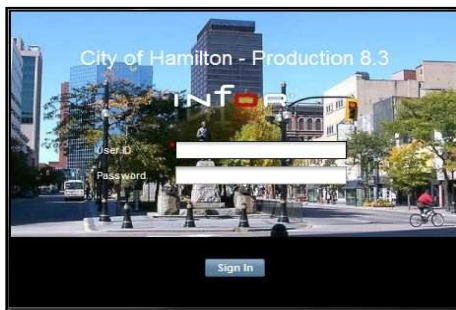 City of Hamilton - Production 8.3
infor
User ID
Password
Sign In